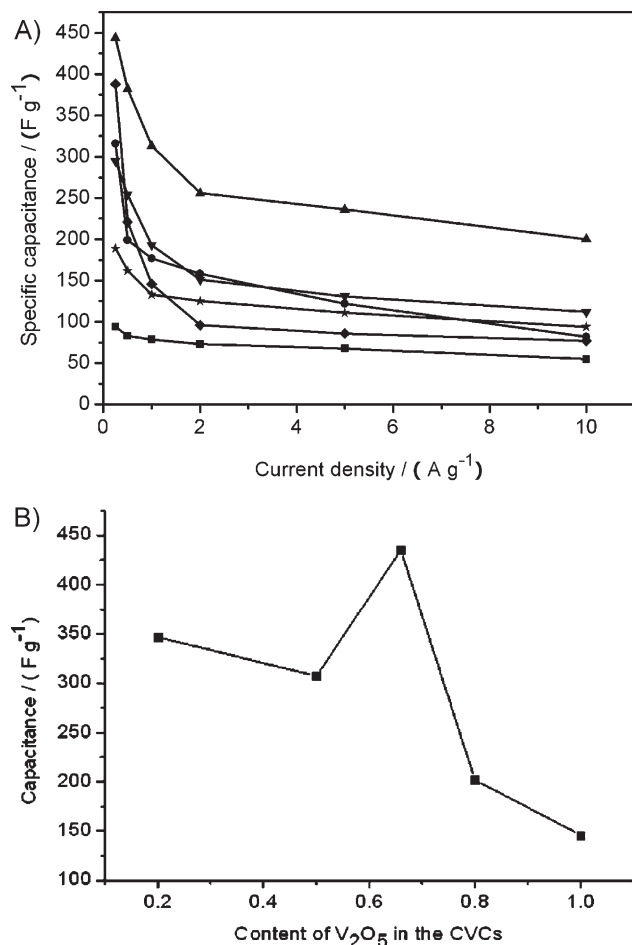 A)
450
400
350
300
250
200
150
100
50
0
Specific capacitance / (F g⁻¹)
0 2 4 6 8 10
Current density / ( A g⁻¹)
B)
450
400
350
300
250
200
150
100
Capacitance / ( F g⁻¹)
0.2 0.4 0.6 0.8 1.0
Content of V₂O₅ in the CVCs